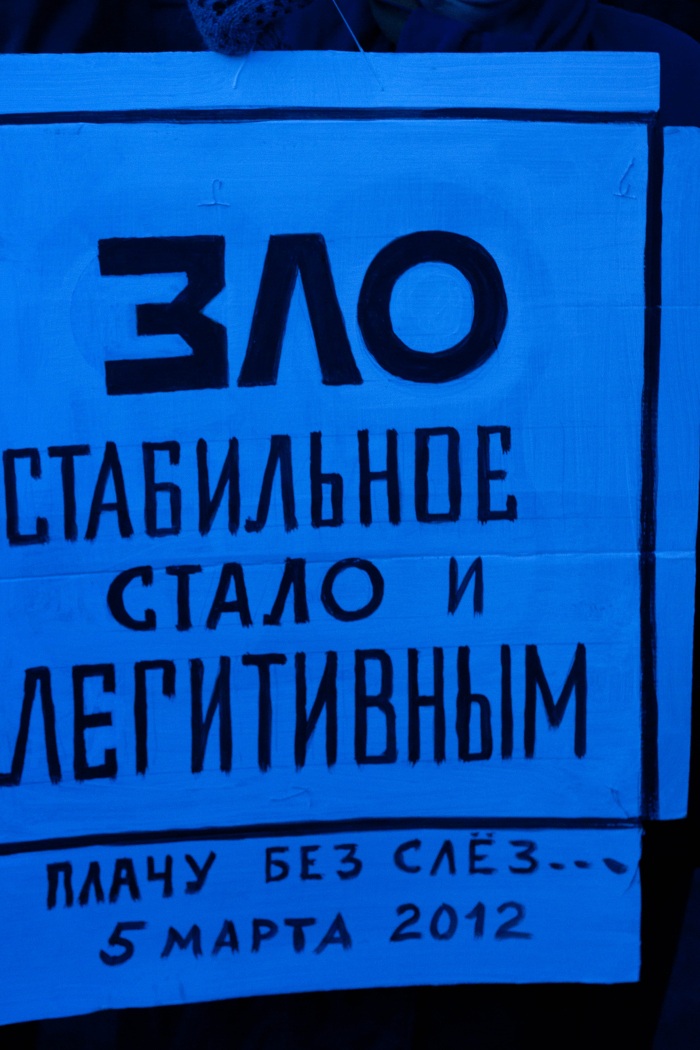 ЗЛО
СТАБИЛЬНОЕ
СТАЛО И
ЛЕГИТИВНЫМ
ПЛАЧУ БЕЗ СЛЁЗ...
5 МАРТА 2012